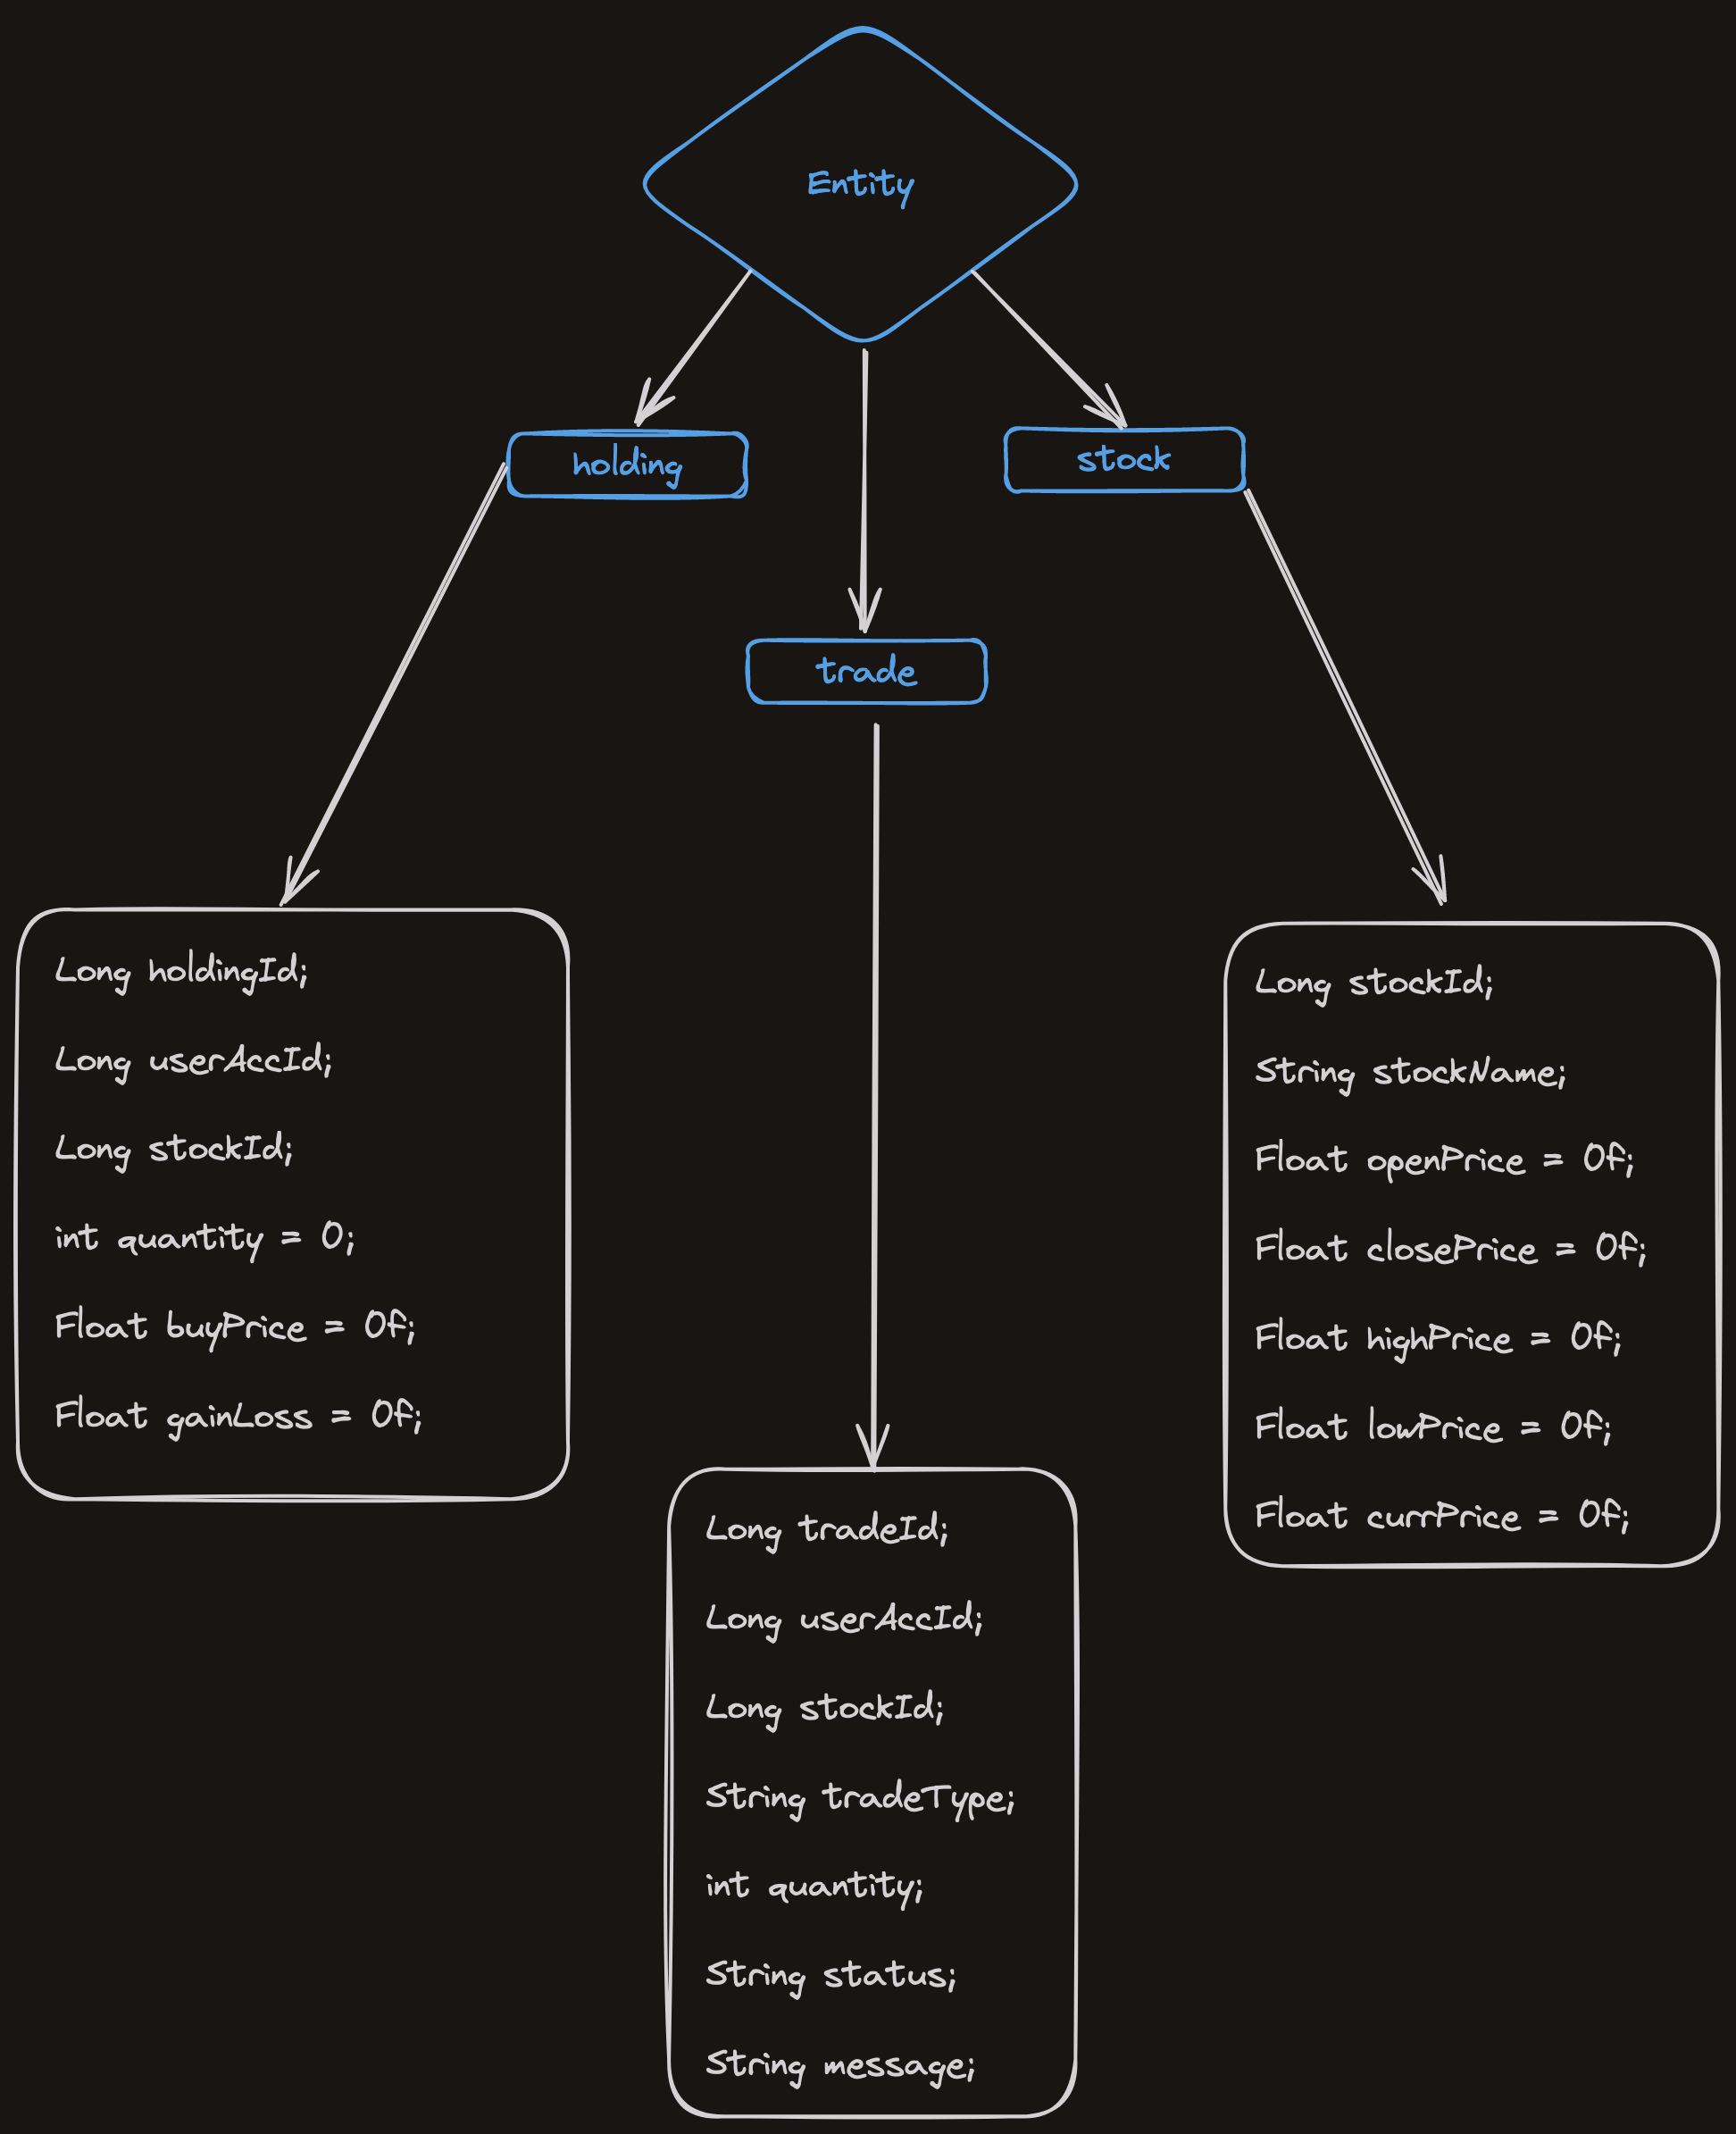 Entity
holding
stock
trade
Long holdingId;
Long userAccId;
Long stockId;
int quantity = 0;
Float buyPrice = 0f;
Float gainLoss = 0f;
Long stockId;
String stockName;
Float openPrice = 0f;
Float closePrice = 0f;
Float highPrice = 0f;
Float lowPrice = 0f;
Float currPrice = 0f;
Long tradeId;
Long userAccId;
Long stockId;
String tradeType;
int quantity;
String status;
String message;